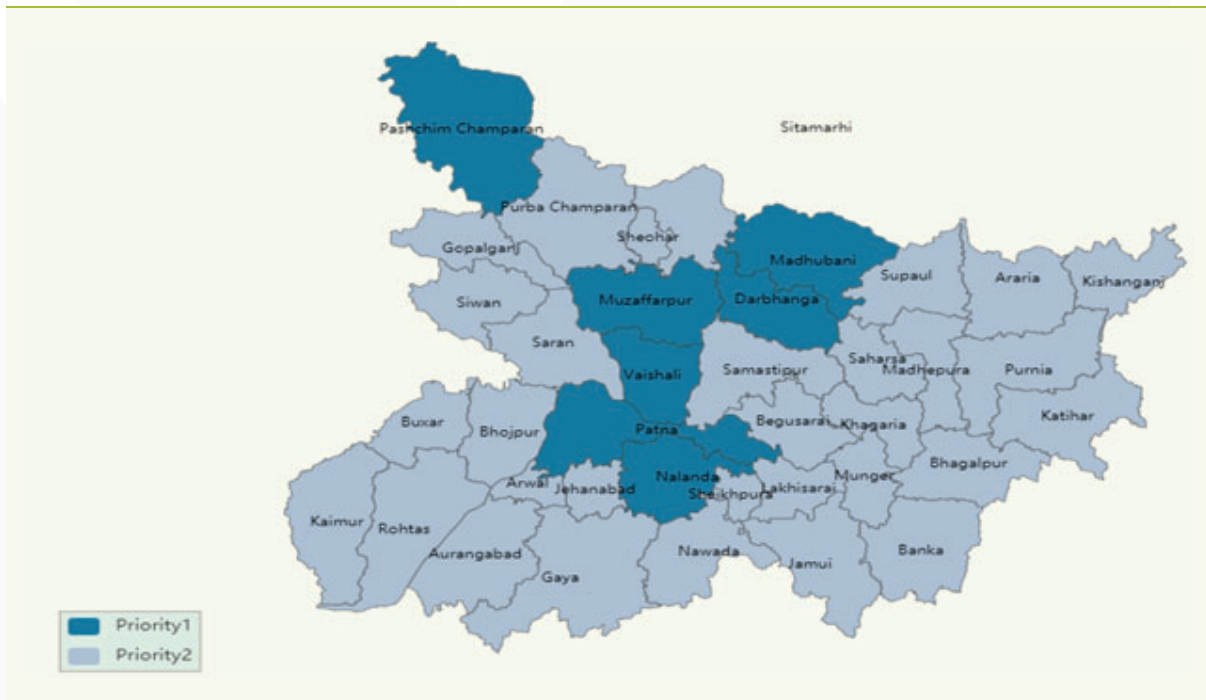 Pashchim Champaran
Sitamarhi
Purba Champaran
Sheohar
Gopalganj
Madhubani
Supaul
Araria
Kishanganj
Siwan
Muzaffarpur
Darbhanga
Saran
Saharsa
Vaishali
Samastipur
Madhepura
Purnia
Katihar
Buxar
Bhojpur
Patna
Begusarai
Khagaria
Bhagalpur
Arwal
Jehanabad
Nalanda
Sheikhpura
Lakhisarai
Munger
Kaimur
Rohtas
Aurangabad
Gaya
Nawada
Jamui
Banka
Priority1
Priority2